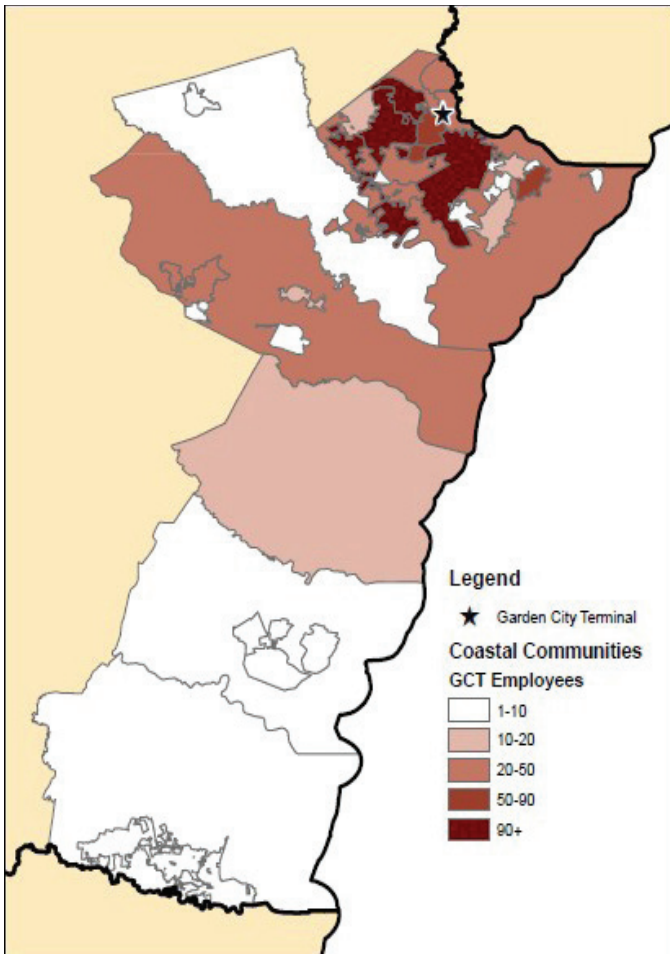 Legend
Garden City Terminal
Coastal Communities
GCT Employees
1-10
10-20
20-50
50-90
90+